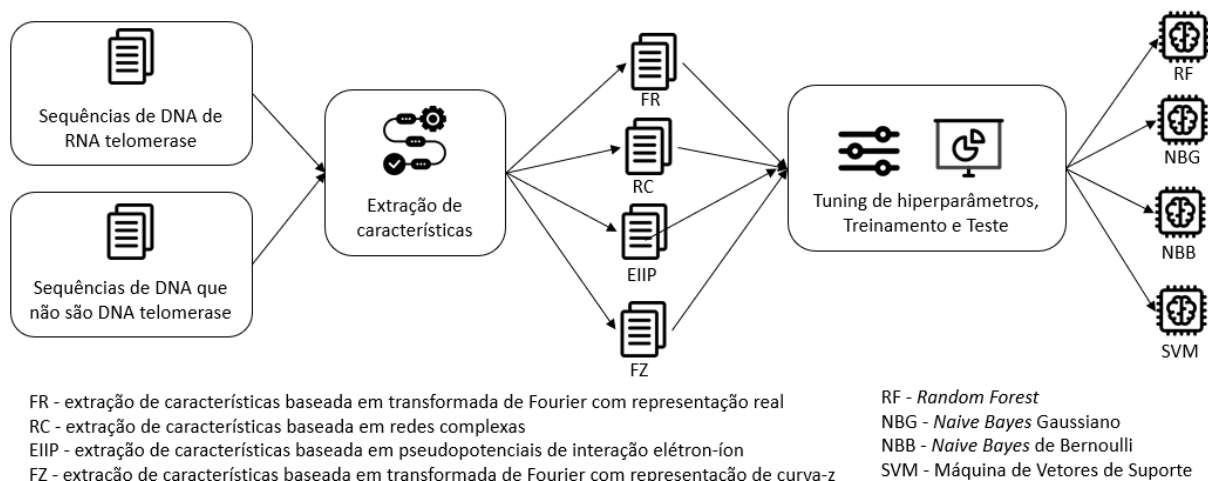 Sequências de DNA de
RNA telomerase
Sequências de DNA que
não são DNA telomerase
Extração de
características
FR
RC
EIIP
FZ
Tuning de hiperparâmetros,
Treinamento e Teste
RF
NBG
NBB
SVM
FR - extração de características baseada em transformada de Fourier com representação real
RC - extração de características baseada em redes complexas
EIIP - extração de características baseada em pseudopotenciais de interação elétron-íon
FZ - extração de características baseada em transformada de Fourier com representação de curva-z
RF - Random Forest
NBG - Naive Bayes Gaussiano
NBB - Naive Bayes de Bernoulli
SVM - Máquina de Vetores de Suporte